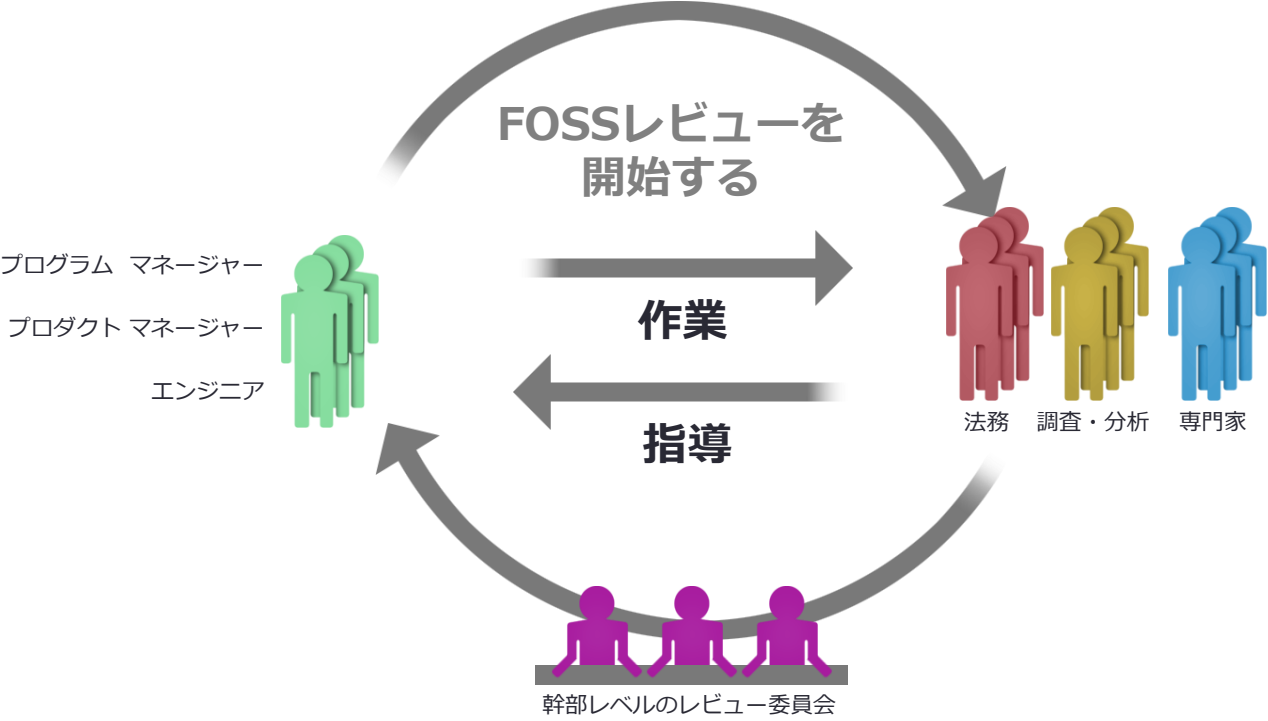 FOSSレビューを
開始する
プログラム マネージャー
プロダクト マネージャー
エンジニア
作業
指導
法務
調査・分析
専門家
幹部レベルのレビュー委員会